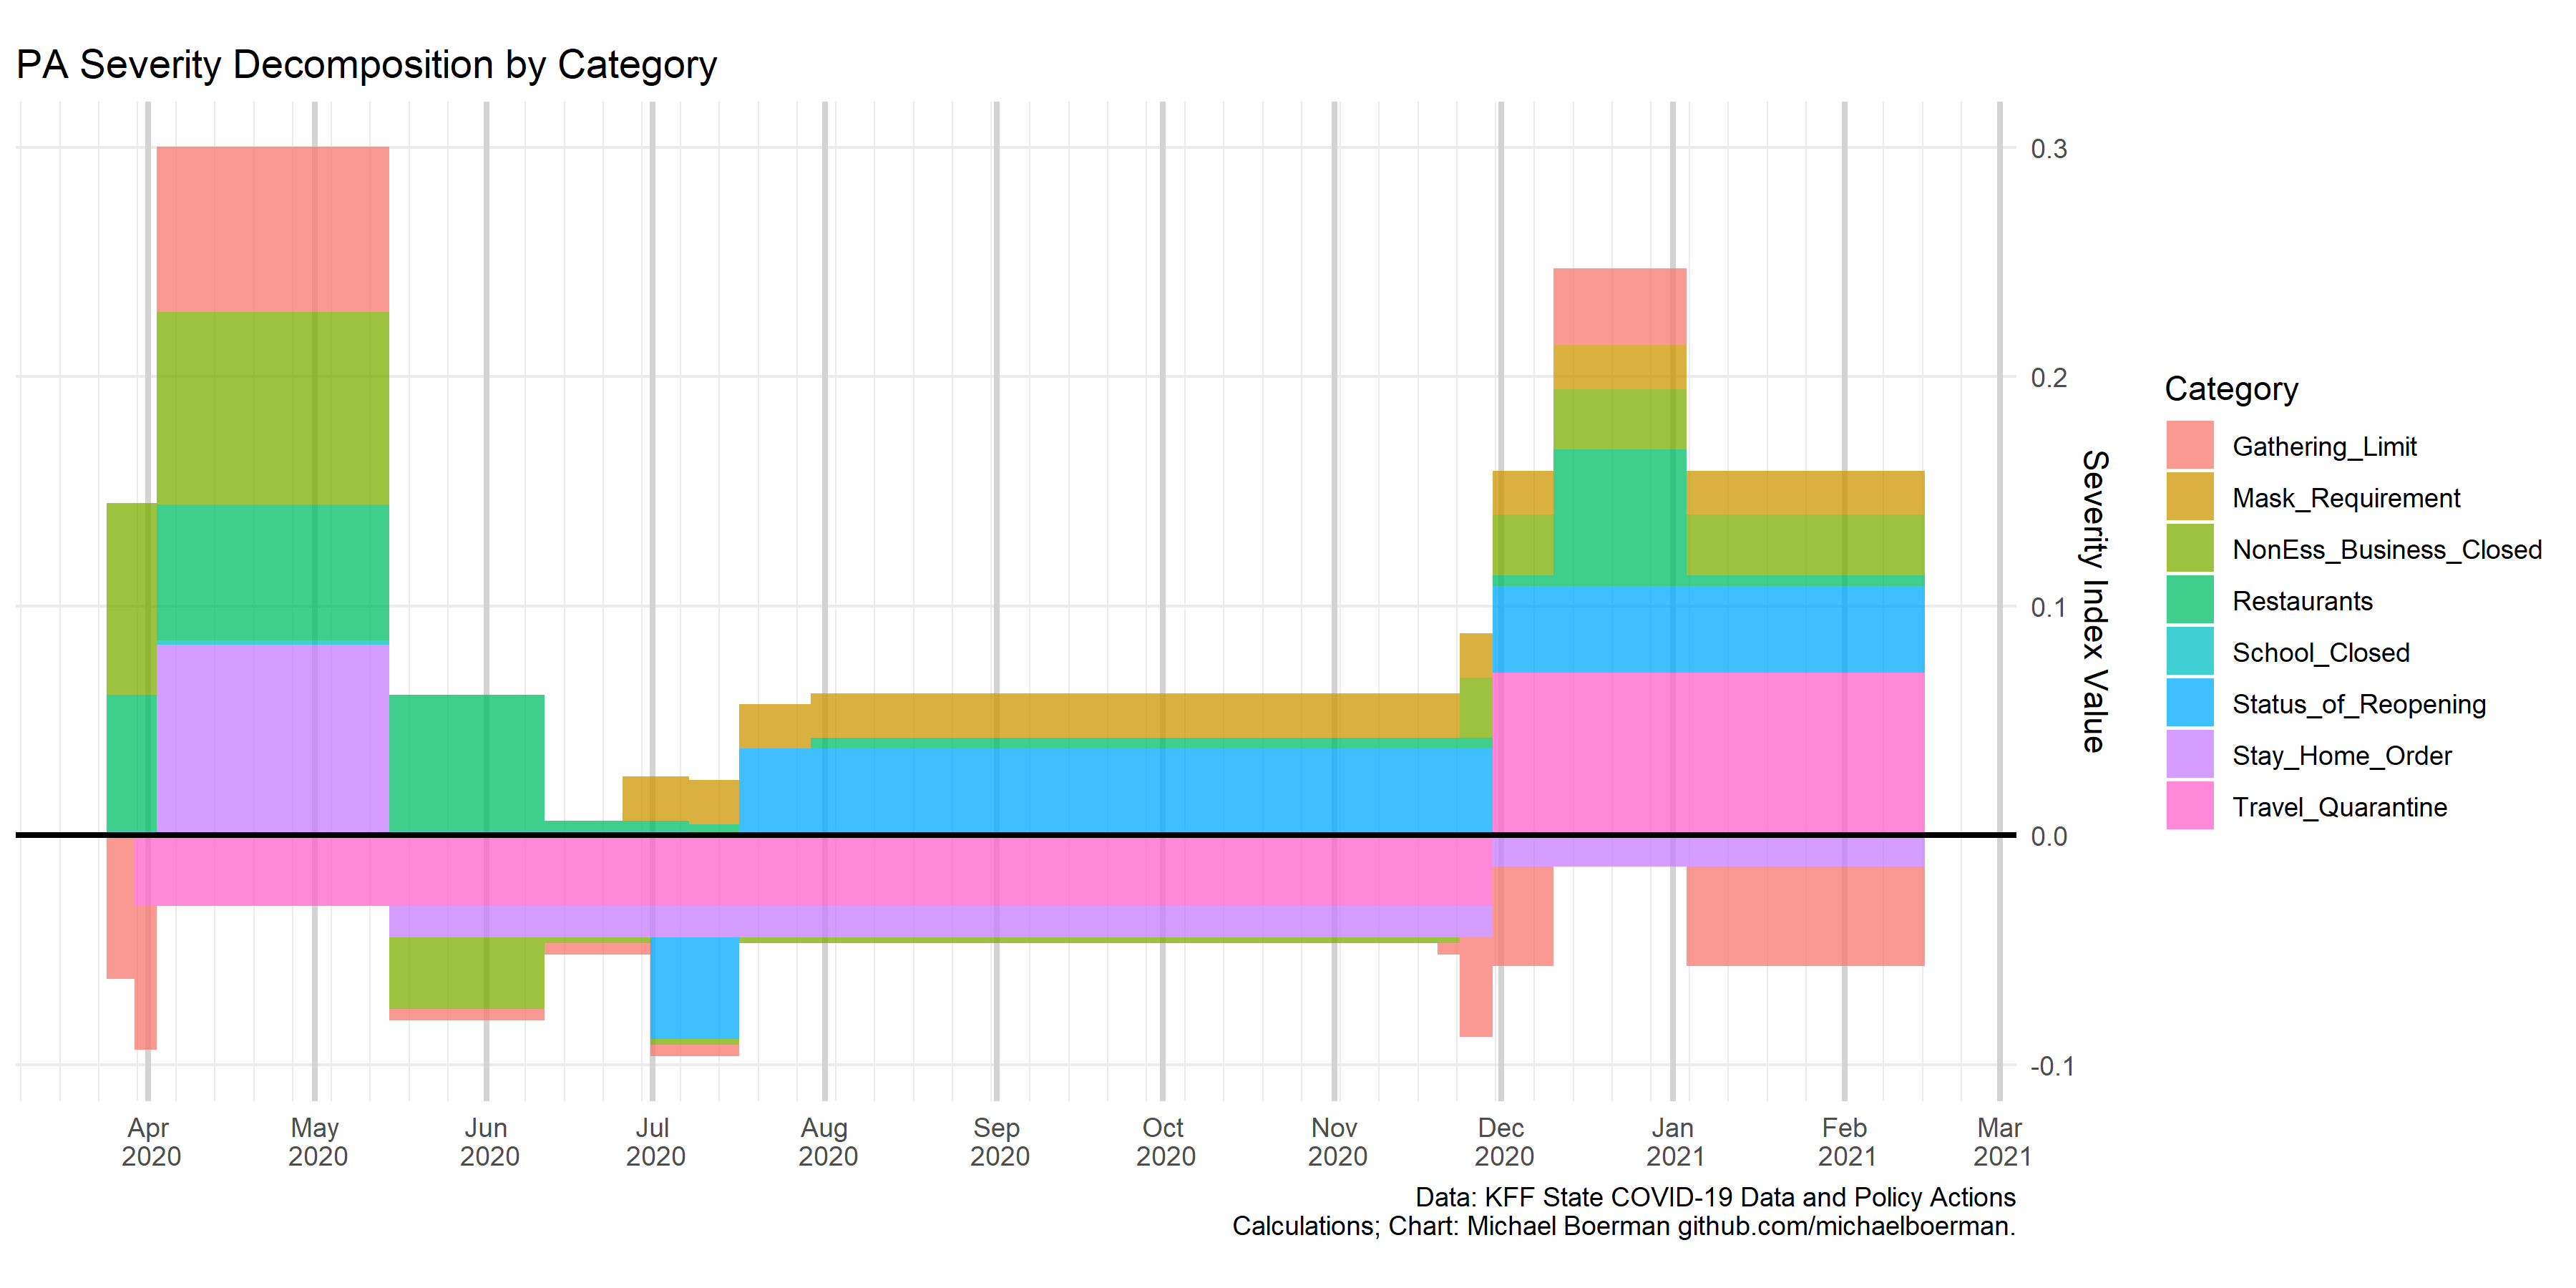 PA Severity Decomposition by Category
0.3
0.2
0.1
0.0
-0.1
Severity Index Value
Apr
2020
May
2020
Jun
2020
Jul
2020
Aug
2020
Sep
2020
Oct
2020
Nov
2020
Dec
2020
Jan
2021
Feb
2021
Mar
2021
Category
Gathering_Limit
Mask_Requirement
NonEss_Business_Closed
Restaurants
School_Closed
Status_of_Reopening
Stay_Home_Order
Travel_Quarantine
Data: KFF State COVID-19 Data and Policy Actions
Calculations; Chart: Michael Boerman github.com/michaelboerman.